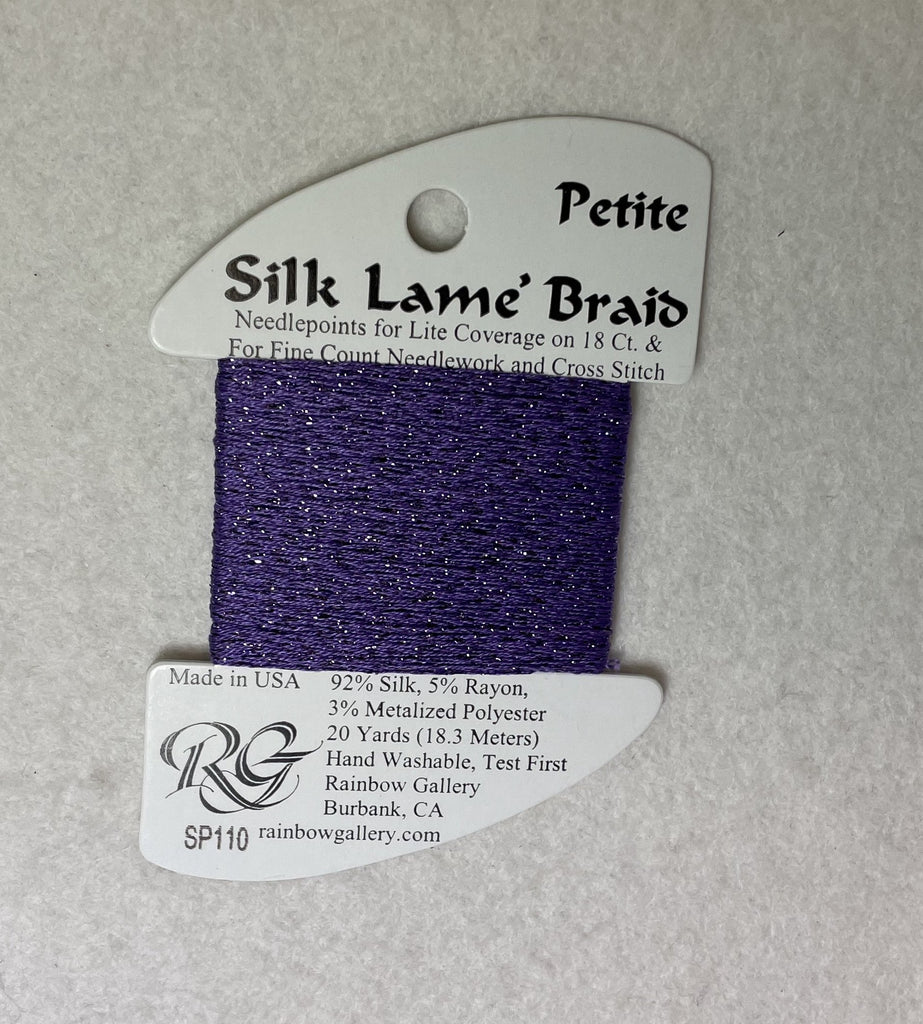 Petite
Silk Lame' Braid
Needlepoints for Lite Coverage on 18 Ct. &
For Fine Count Needlework and Cross Stitch
Made in USA
92% Silk, 5% Rayon,
3% Metalized Polyester
20 Yards (18.3 Meters)
Hand Washable, Test First
Rainbow Gallery
Burbank, CA
RG
SP110 rainbowgallery.com